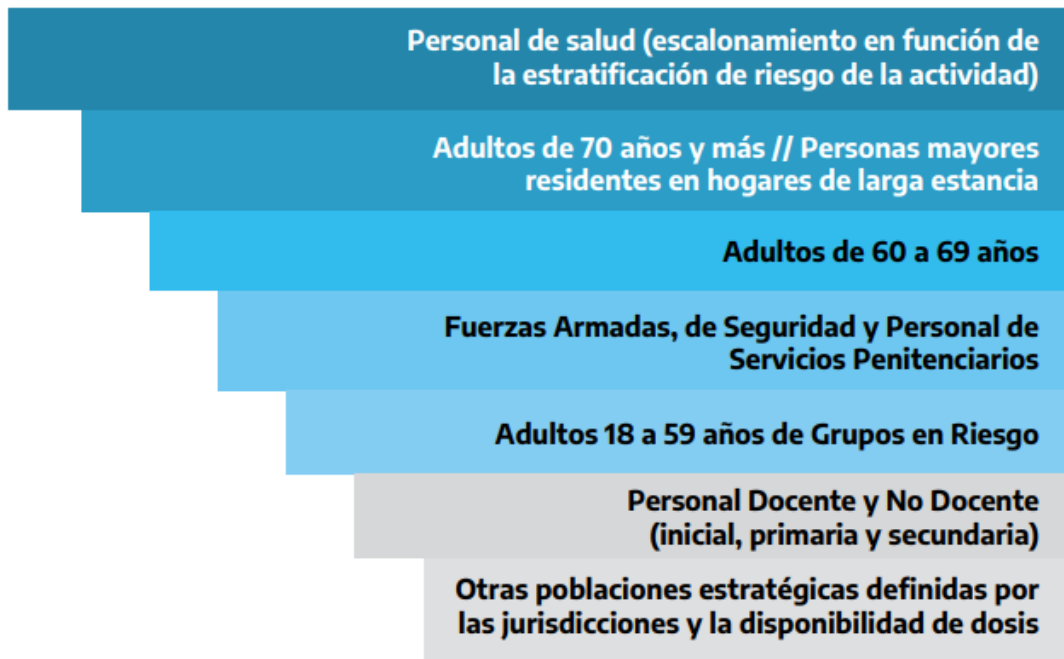 Personal de salud (escalonamiento en función de
la estratificación de riesgo de la actividad)
Adultos de 70 años y más // Personas mayores
residentes en hogares de larga estancia
Adultos de 60 a 69 años
Fuerzas Armadas, de Seguridad y Personal de
Servicios Penitenciarios
Adultos 18 a 59 años de Grupos en Riesgo
Personal Docente y No Docente
(inicial, primaria y secundaria)
Otras poblaciones estratégicas definidas por
las jurisdicciones y la disponibilidad de dosis